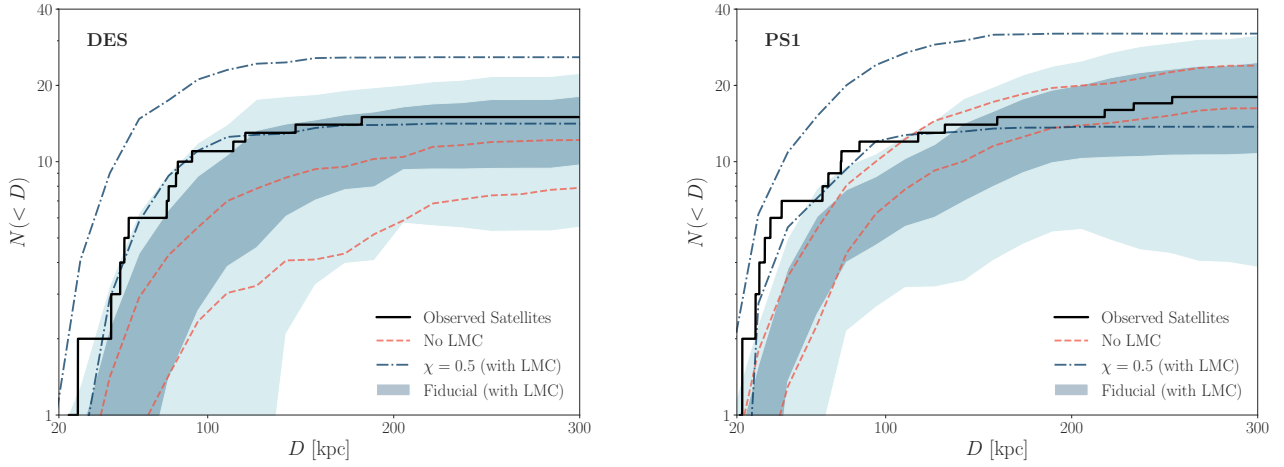 DES
40
20
10
1
N(< D)
20
100
200
300
D [kpc]
Observed Satellites
No LMC
χ = 0.5 (with LMC)
Fiducial (with LMC)
PS1
40
20
10
1
N(< D)
20
100
200
300
D [kpc]
Observed Satellites
No LMC
χ = 0.5 (with LMC)
Fiducial (with LMC)